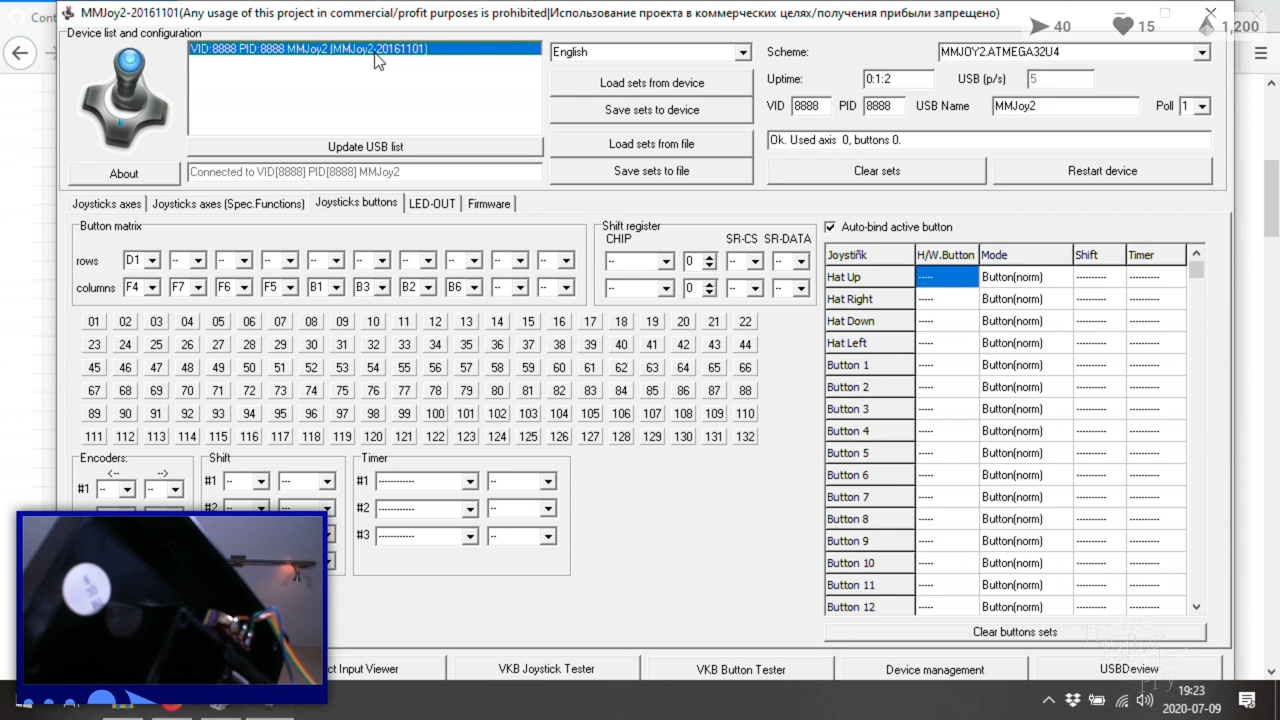 MMJoy2-20161101(Any usage of this project in commercial/profit purposes is prohibited|Использование проекта в коммерческих целях/получения прибыли запрещено)
40 15 1,200
Device list and configuration
VID:8888 PID:8888 MMJoy2 [MMJoy2-20161101]
English
Scheme: MMJOY2.ATMEGA32U4
Load sets from device
Uptime: 0:1:2 USB (p/s) 5
Save sets to device
VID 8888 PID 8888 USB Name MMJoy2 Poll 1
Update USB list
Load sets from file
Ok. Used axis 0, buttons 0.
About
Connected to VID[8888] PID[8888] MMJoy2
Save sets to file
Clear sets
Restart device
Joysticks axes Joysticks axes (Spec.Functions) Joysticks buttons LED-OUT Firmware
Button matrix
Shift register
CHIP SR-CS SR-DATA
rows D1 -- -- -- -- -- -- -- -- --
-- 0 -- --
columns F4 F7 F6 F5 B1 B3 B2 B6 -- --
-- 0 -- --
01 02 03 04 05 06 07 08 09 10 11 12 13 14 15 16 17 18 19 20 21 22
23 24 25 26 27 28 29 30 31 32 33 34 35 36 37 38 39 40 41 42 43 44
45 46 47 48 49 50 51 52 53 54 55 56 57 58 59 60 61 62 63 64 65 66
67 68 69 70 71 72 73 74 75 76 77 78 79 80 81 82 83 84 85 86 87 88
89 90 91 92 93 94 95 96 97 98 99 100 101 102 103 104 105 106 107 108 109 110
111 112 113 114 115 116 117 118 119 120 121 122 123 124 125 126 127 128 129 130 131 132
Encoders: Shift Timer
<-- -->
#1 -- -- #1 -- --- #1 ----------- --
#2 -- --- #2 ----------- --
#3 ----------- --
Auto-bind active button
H/W.Button Mode Shift Timer
Hat Up ----- Button(norm) --------- ---------
Hat Right ----- Button(norm) --------- ---------
Hat Down ----- Button(norm) --------- ---------
Hat Left ----- Button(norm) --------- ---------
Button 1 ----- Button(norm) --------- ---------
Button 2 ----- Button(norm) --------- ---------
Button 3 ----- Button(norm) --------- ---------
Button 4 ----- Button(norm) --------- ---------
Button 5 ----- Button(norm) --------- ---------
Button 6 ----- Button(norm) --------- ---------
Button 7 ----- Button(norm) --------- ---------
Button 8 ----- Button(norm) --------- ---------
Button 9 ----- Button(norm) --------- ---------
Button 10 ----- Button(norm) --------- ---------
Button 11 ----- Button(norm) --------- ---------
Button 12 ----- Button(norm) --------- ---------
Clear buttons sets
Input Viewer VKB Joystick Tester VKB Button Tester Device management USBDeview
19:23
2020-07-09